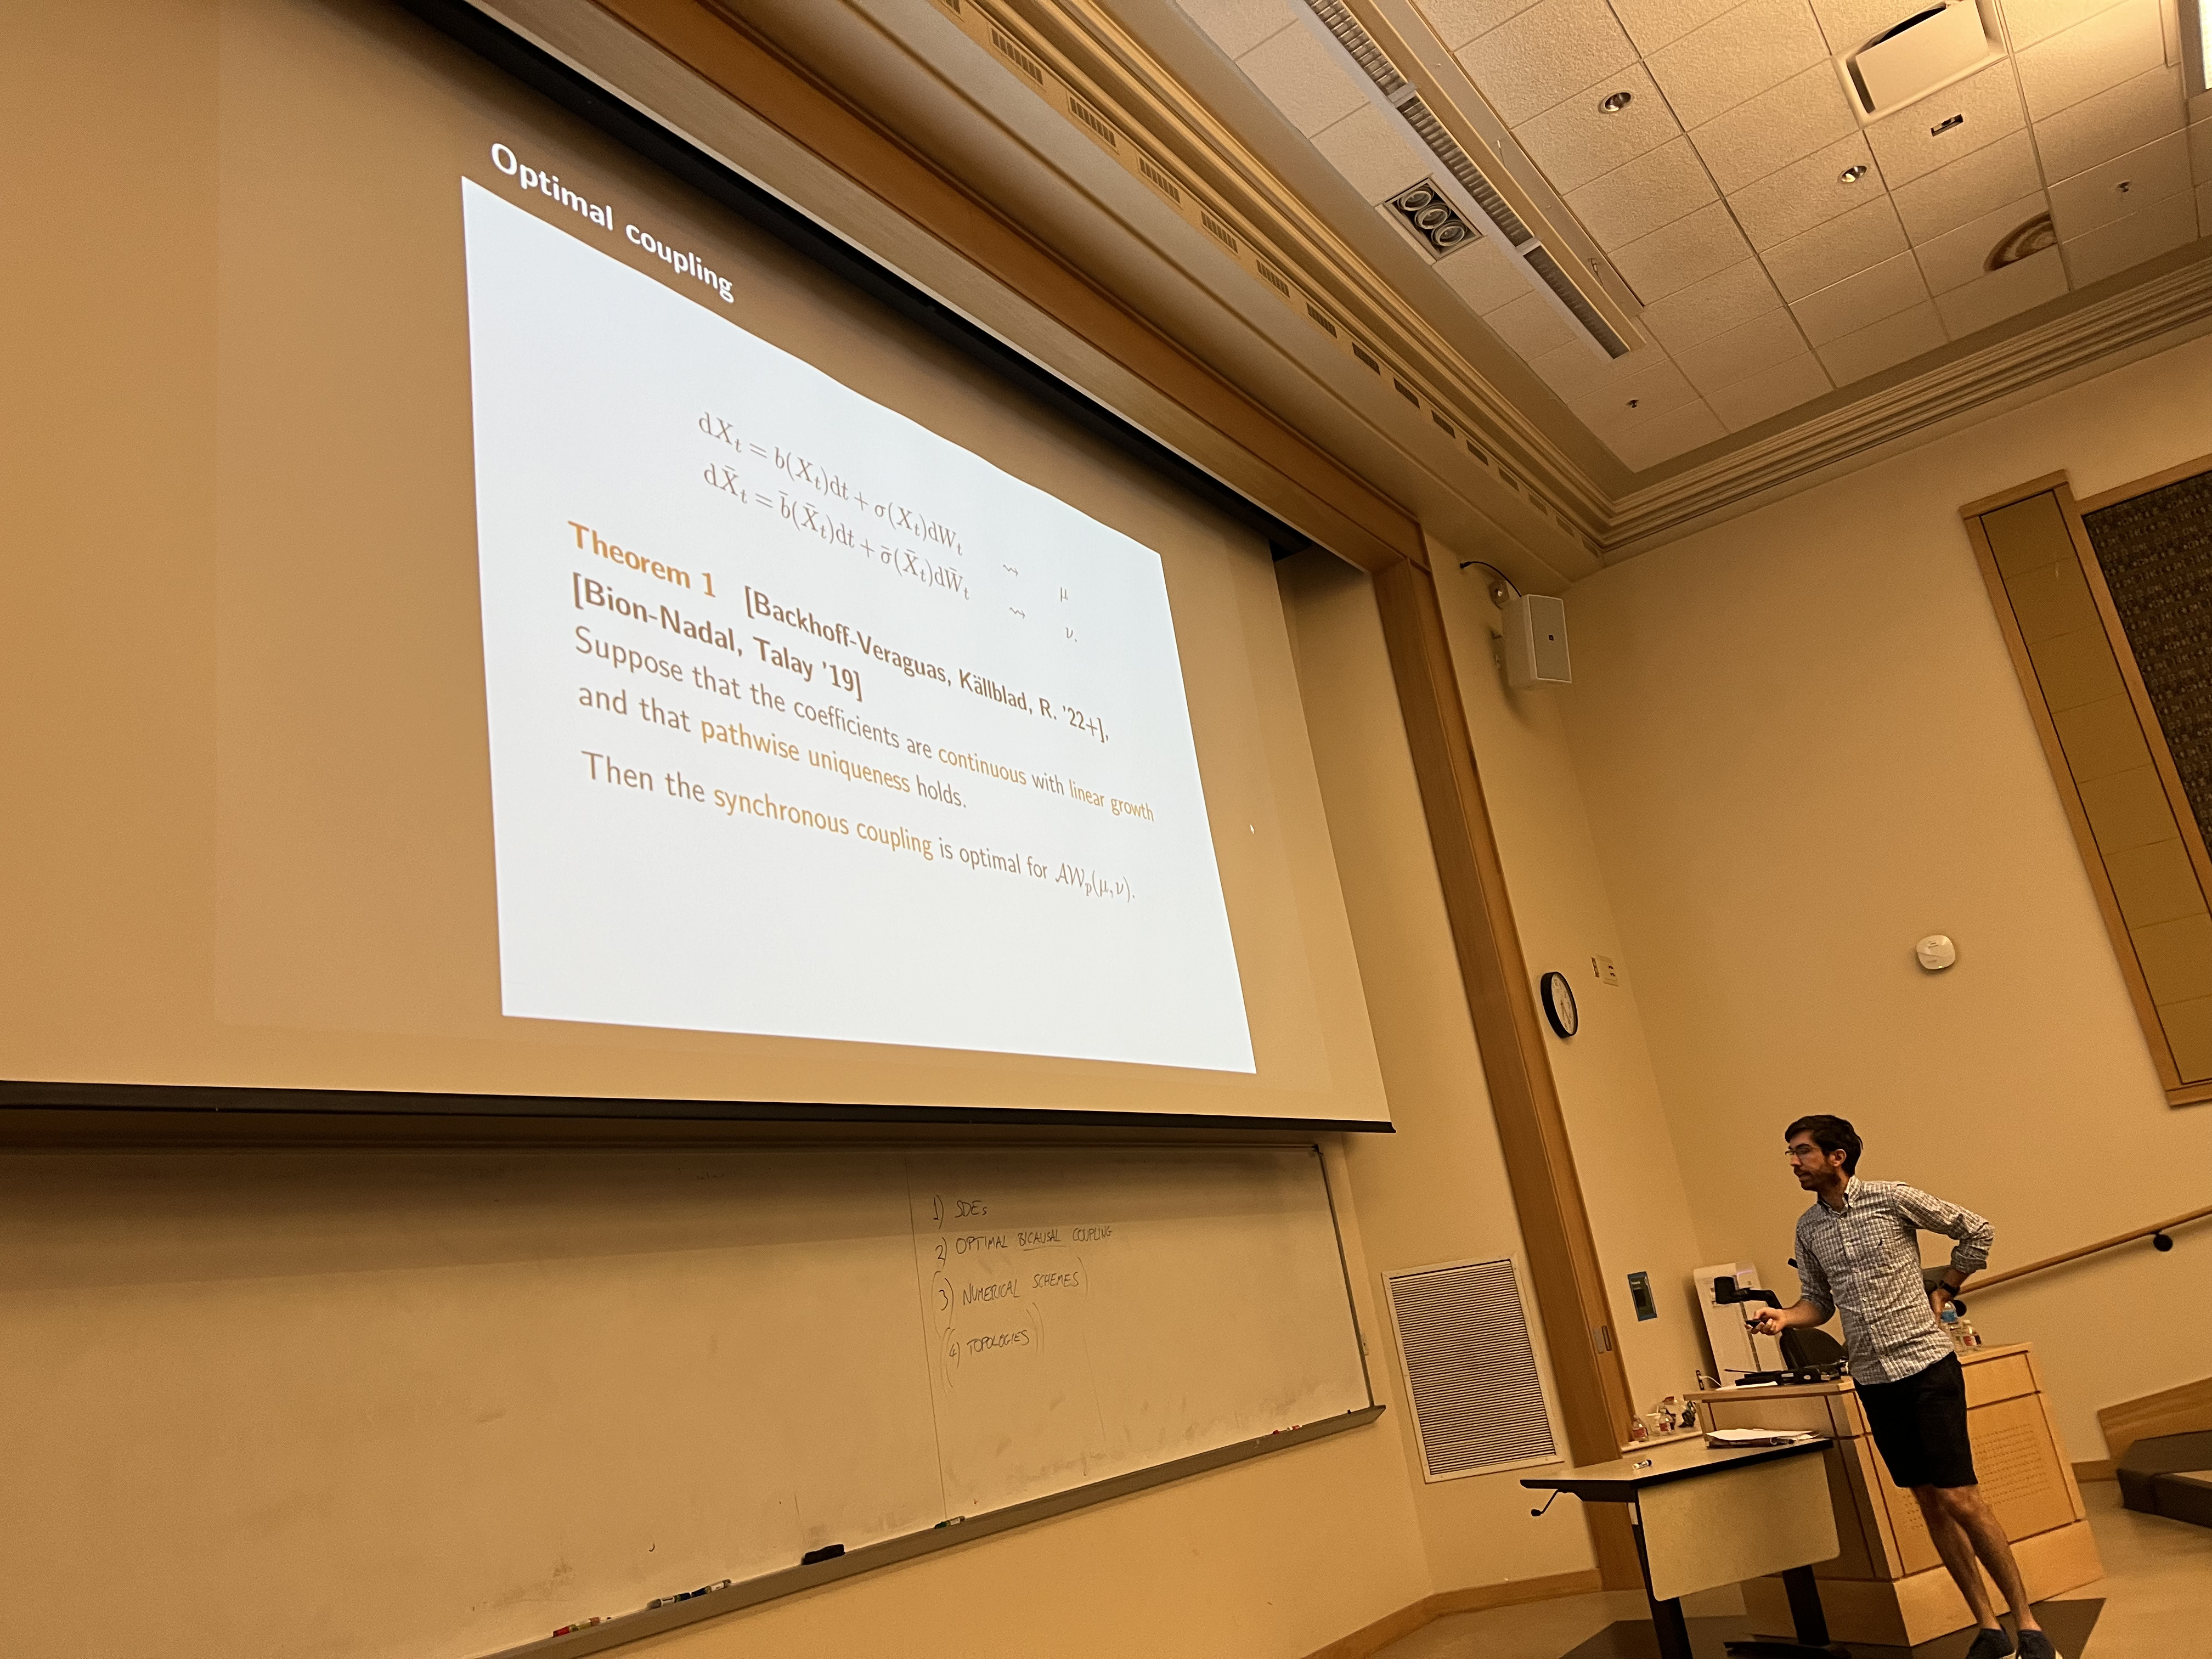 Optimal coupling
dX_t = b(X_t)dt + σ(X_t)dW_t ⇝ μ
dX̄_t = b̄(X̄_t)dt + σ̄(X̄_t)dW̄_t ⇝ ν.
Theorem 1 [Backhoff-Veraguas, Källblad, R. '22+],
[Bion-Nadal, Talay '19]
Suppose that the coefficients are continuous with linear growth
and that pathwise uniqueness holds.
Then the synchronous coupling is optimal for AW_p(μ, ν).
1) SDEs
2) OPTIMAL BICAUSAL COUPLING
(3) NUMERICAL SCHEMES)
((4) TOPOLOGIES))